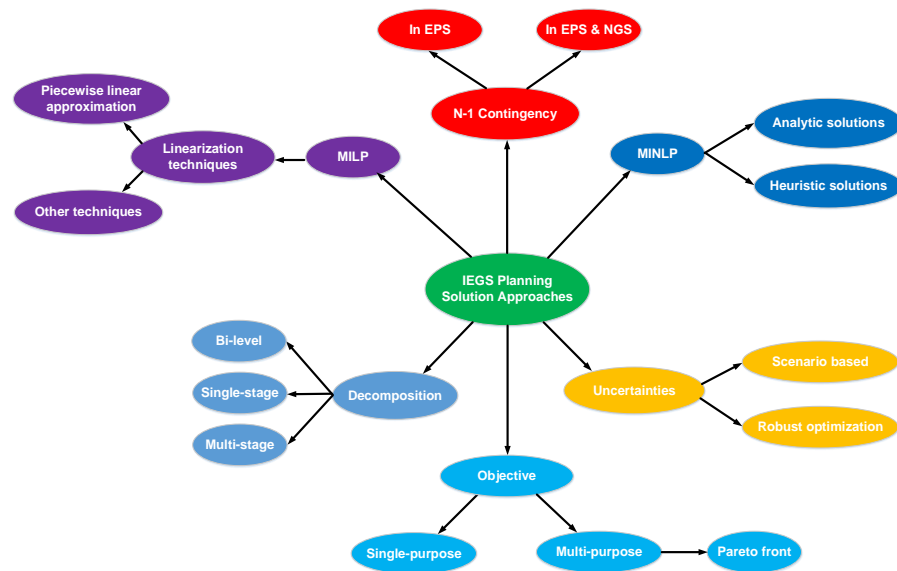 In EPS
In EPS & NGS
N-1 Contingency
Piecewise linear
approximation
Linearization
techniques
MILP
Other techniques
MINLP
Analytic solutions
Heuristic solutions
IEGS Planning
Solution Approaches
Bi-level
Single-stage
Multi-stage
Decomposition
Uncertainties
Scenario based
Robust optimization
Objective
Single-purpose
Multi-purpose
Pareto front